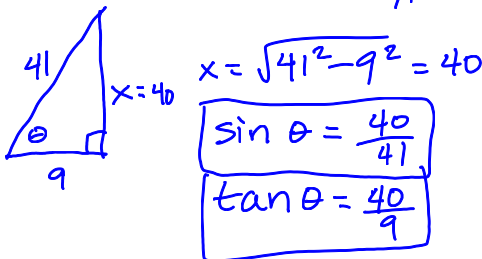 41
x = 40
θ
9
x = √41² − 9² = 40
sin θ = 40/41
tan θ = 40/9